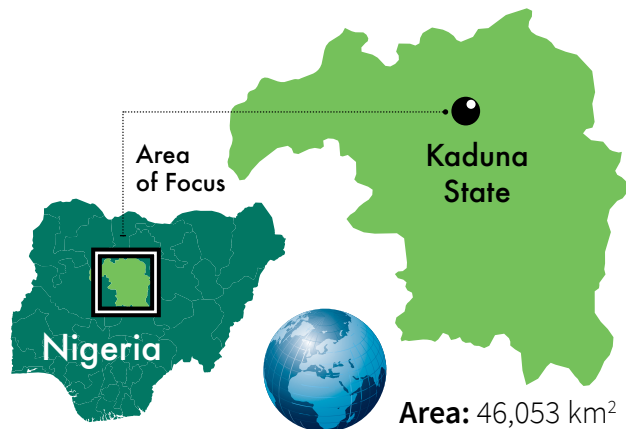 Area
of Focus
Kaduna
State
Nigeria
Area: 46,053 km²